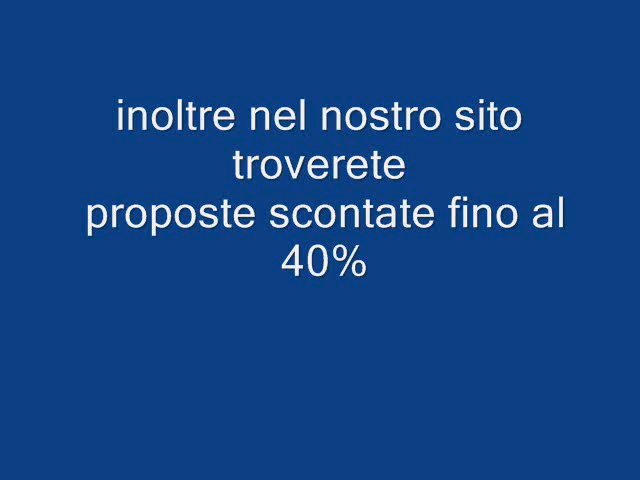 inoltre nel nostro sito
troverete
proposte scontate fino al
40%